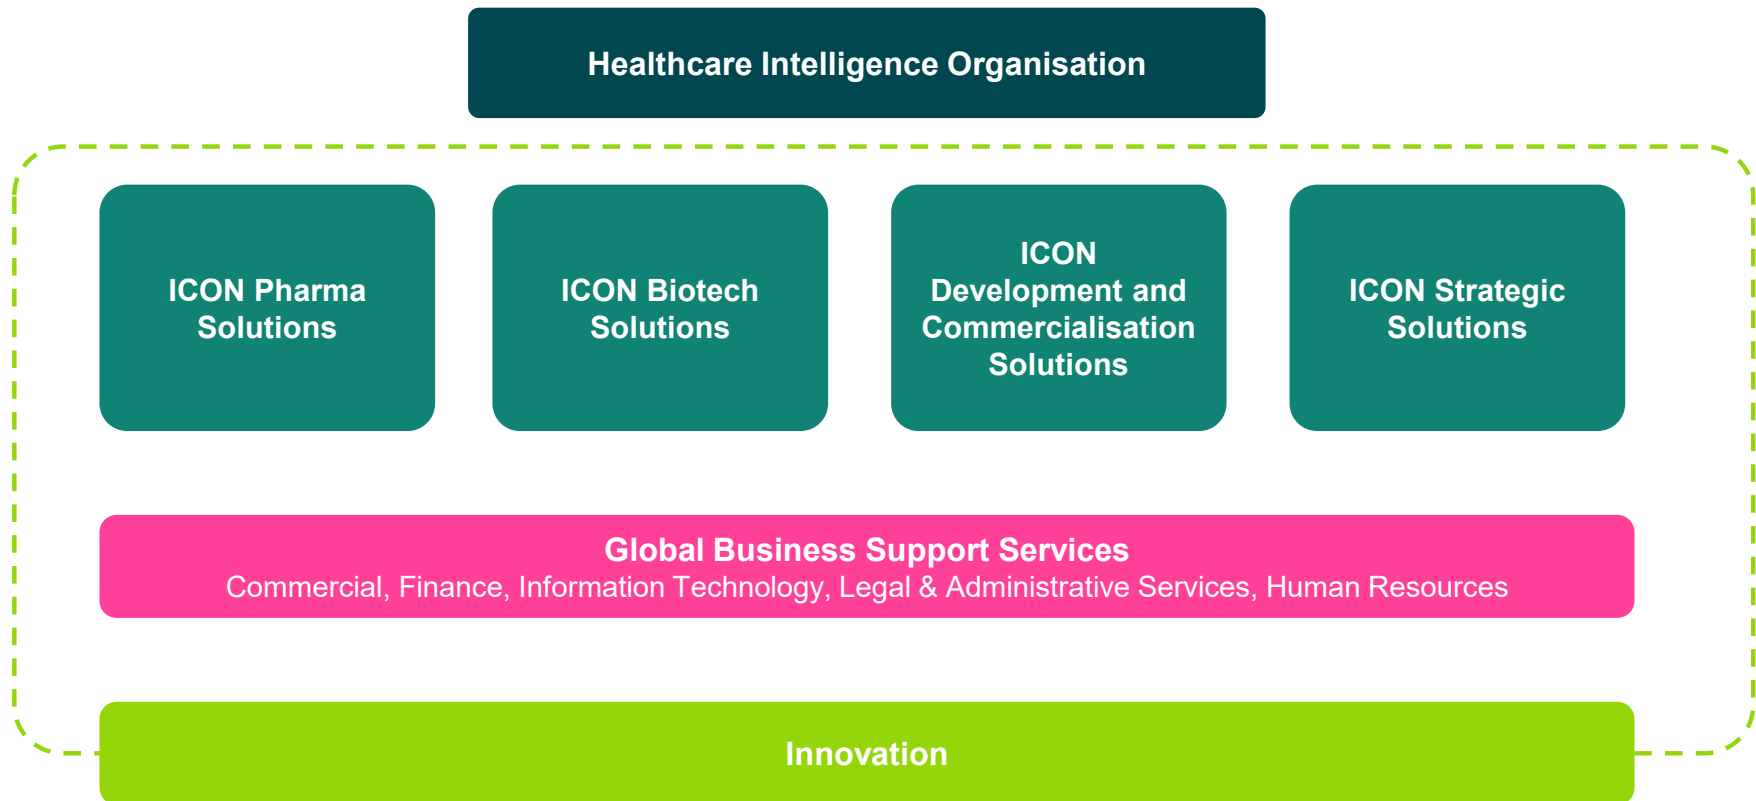 Healthcare Intelligence Organisation
ICON Pharma
Solutions
ICON Biotech
Solutions
ICON
Development and
Commercialisation
Solutions
ICON Strategic
Solutions
Global Business Support Services
Commercial, Finance, Information Technology, Legal & Administrative Services, Human Resources
Innovation